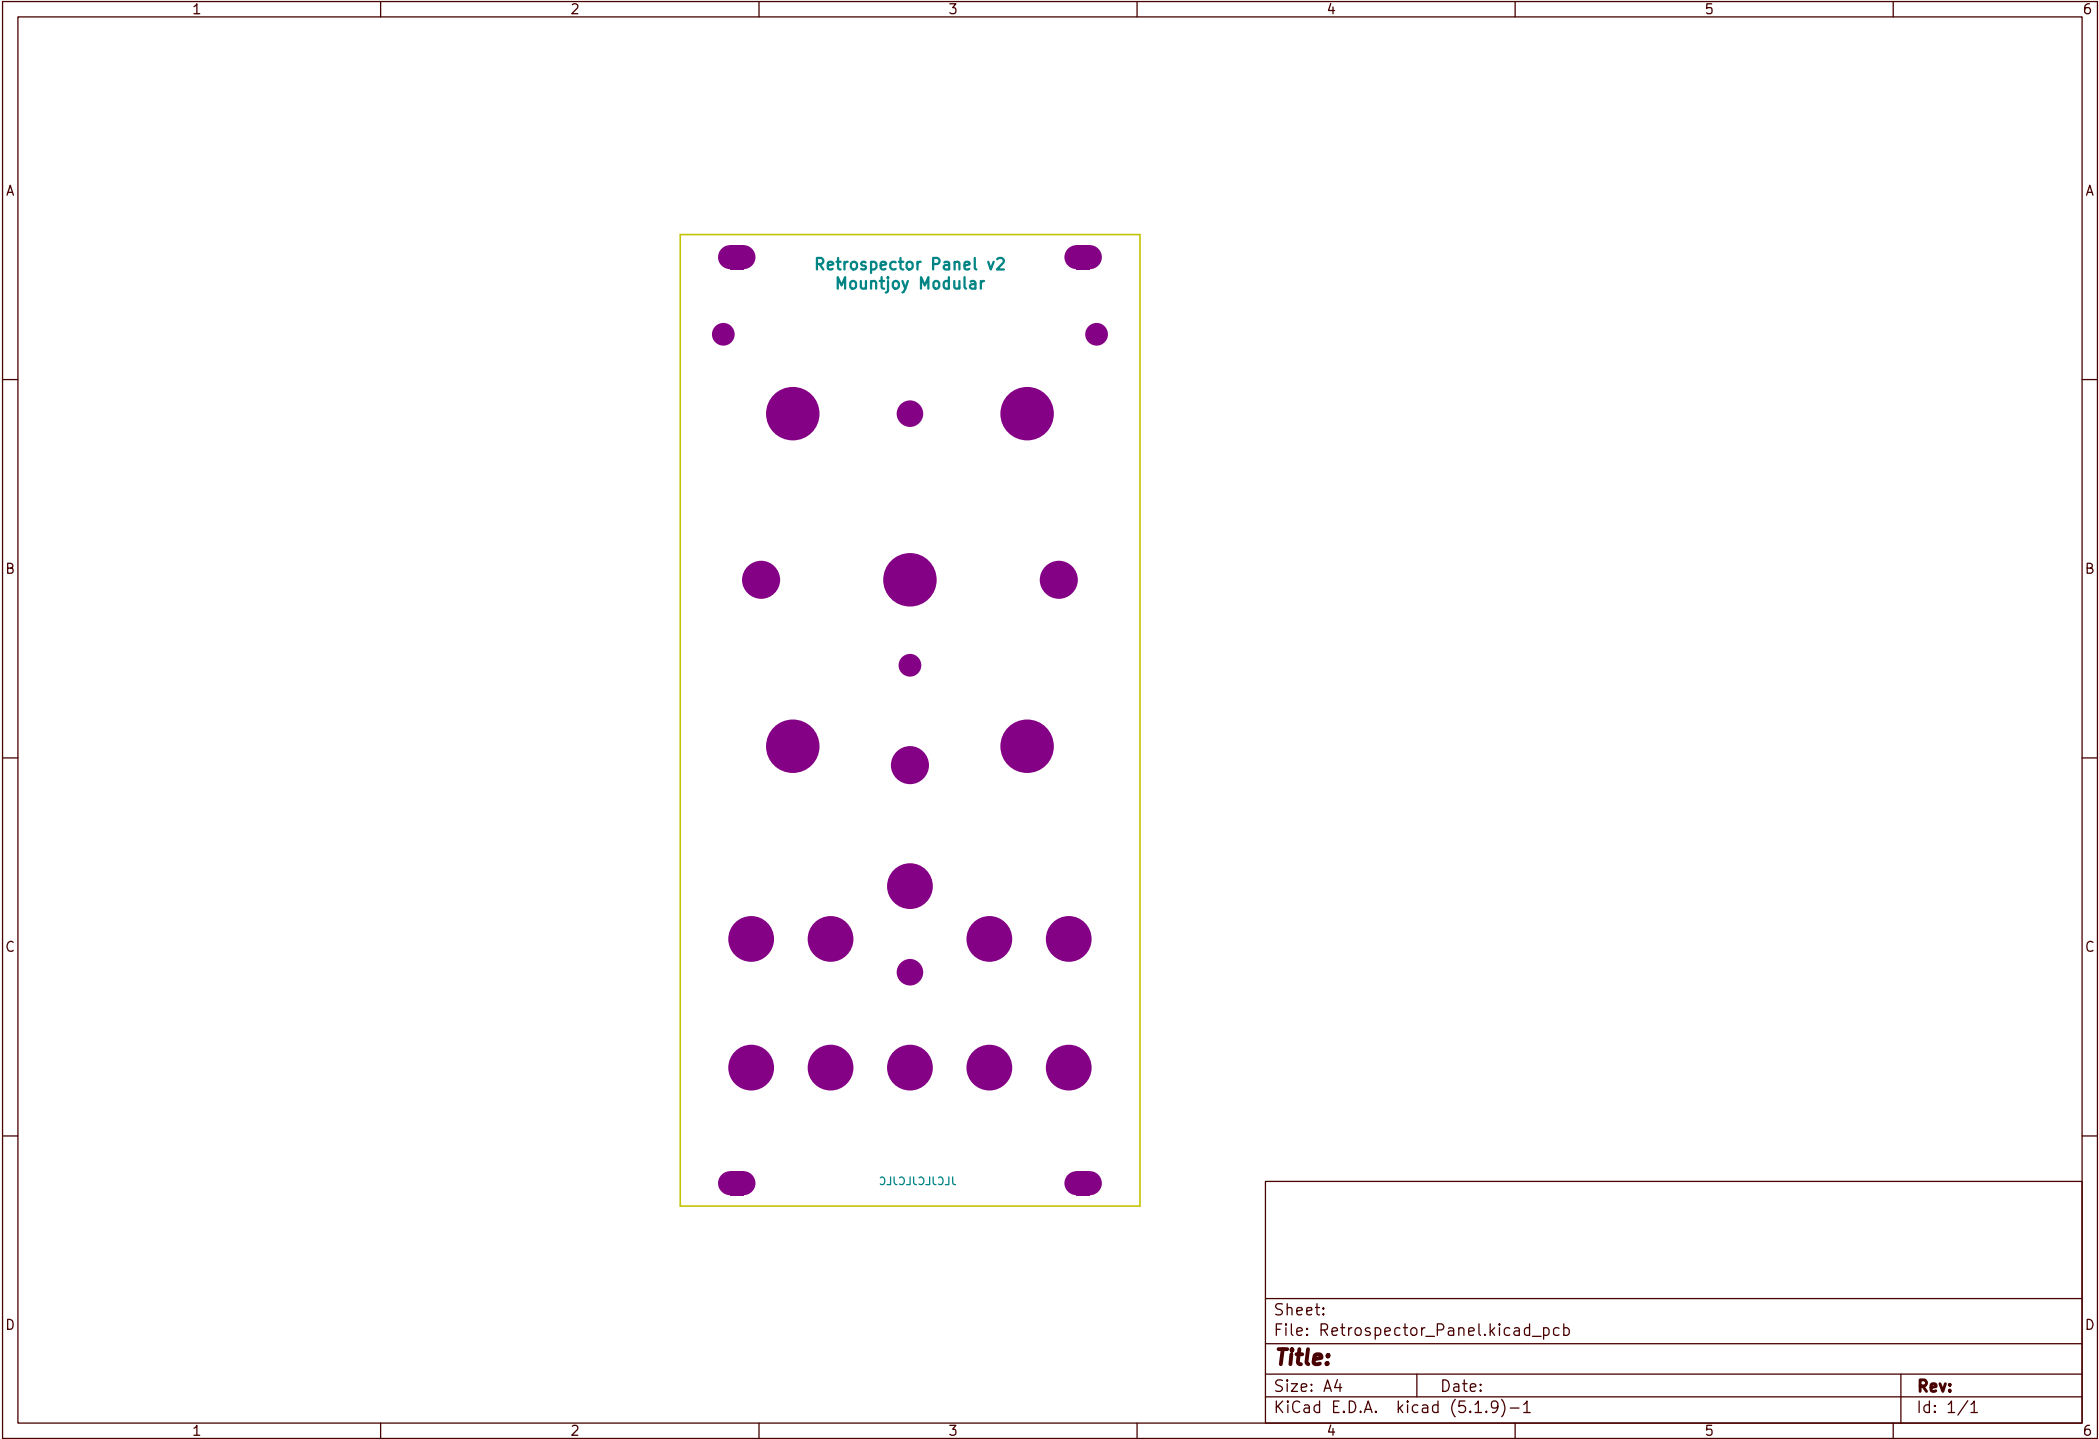 1 2 3 4 5 6
A A
Retrospector Panel v2
Mountjoy Modular
B B
C C
JLCJLCJLCJLC
Sheet:
File: Retrospector_Panel.kicad_pcb
D D
Title:
Size: A4 Date: Rev:
KiCad E.D.A. kicad (5.1.9)-1 Id: 1/1
1 2 3 4 5 6